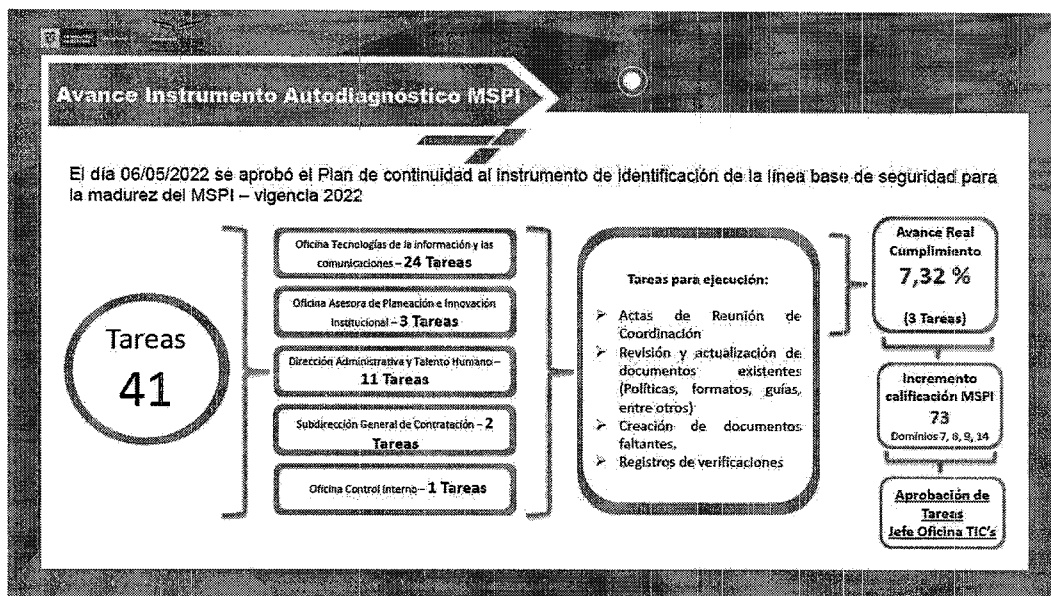 Avance Instrumento Autodiagnóstico MSPI
El día 06/05/2022 se aprobó el Plan de continuidad al instrumento de identificación de la línea base de seguridad para
la madurez del MSPI – vigencia 2022
Tareas
41
Oficina Tecnologías de la información y las
comunicaciones – 24 Tareas
Oficina Asesora de Planeación e Innovación
Institucional – 3 Tareas
Dirección Administrativa y Talento Humano –
11 Tareas
Subdirección General de Contratación – 2
Tareas
Oficina Control Interno – 1 Tareas
Tareas para ejecución:
➢ Actas de Reunión de
Coordinación
➢ Revisión y actualización de
documentos existentes
(Políticas, formatos, guías,
entre otros)
➢ Creación de documentos
faltantes,
➢ Registros de verificaciones
Avance Real
Cumplimiento
7,32 %
(3 Tareas)
Incremento
calificación MSPI
73
Dominios 7, 8, 9, 14
Aprobación de
Tareas
Jefe Oficina TIC's